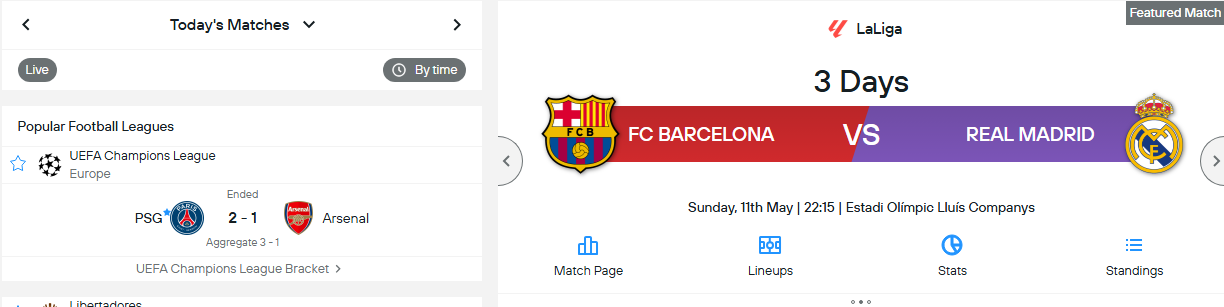 Today's Matches
Live
By time
Popular Football Leagues
UEFA Champions League
Europe
Ended
PSG 2 - 1 Arsenal
Aggregate 3 - 1
UEFA Champions League Bracket
Libertadores
Featured Match
LaLiga
3 Days
FCB
FC BARCELONA VS REAL MADRID
Sunday, 11th May | 22:15 | Estadi Olímpic Lluís Companys
Match Page
Lineups
Stats
Standings